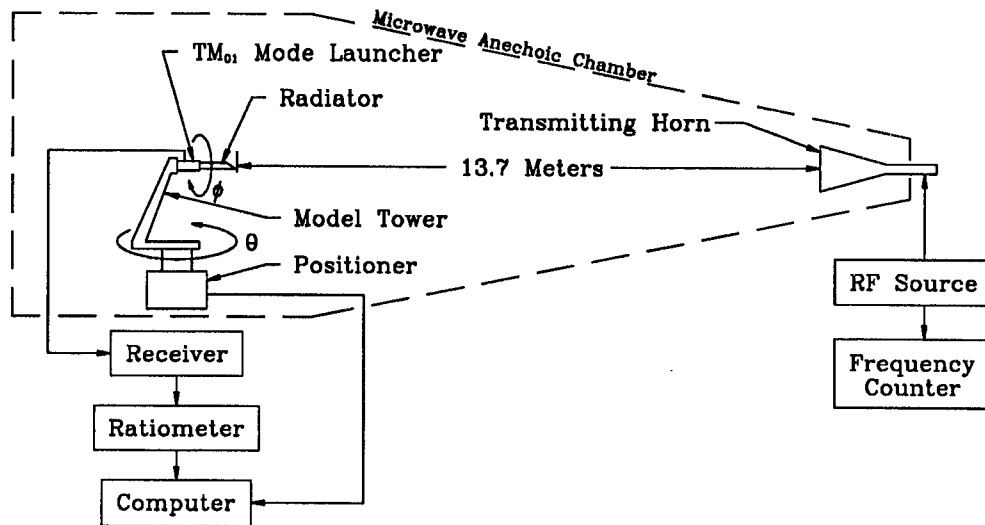 Microwave Anechoic Chamber
TM₀₁ Mode Launcher
Radiator
Transmitting Horn
13.7 Meters
ϕ
Model Tower
θ
Positioner
RF Source
Receiver
Frequency
Counter
Ratiometer
Computer